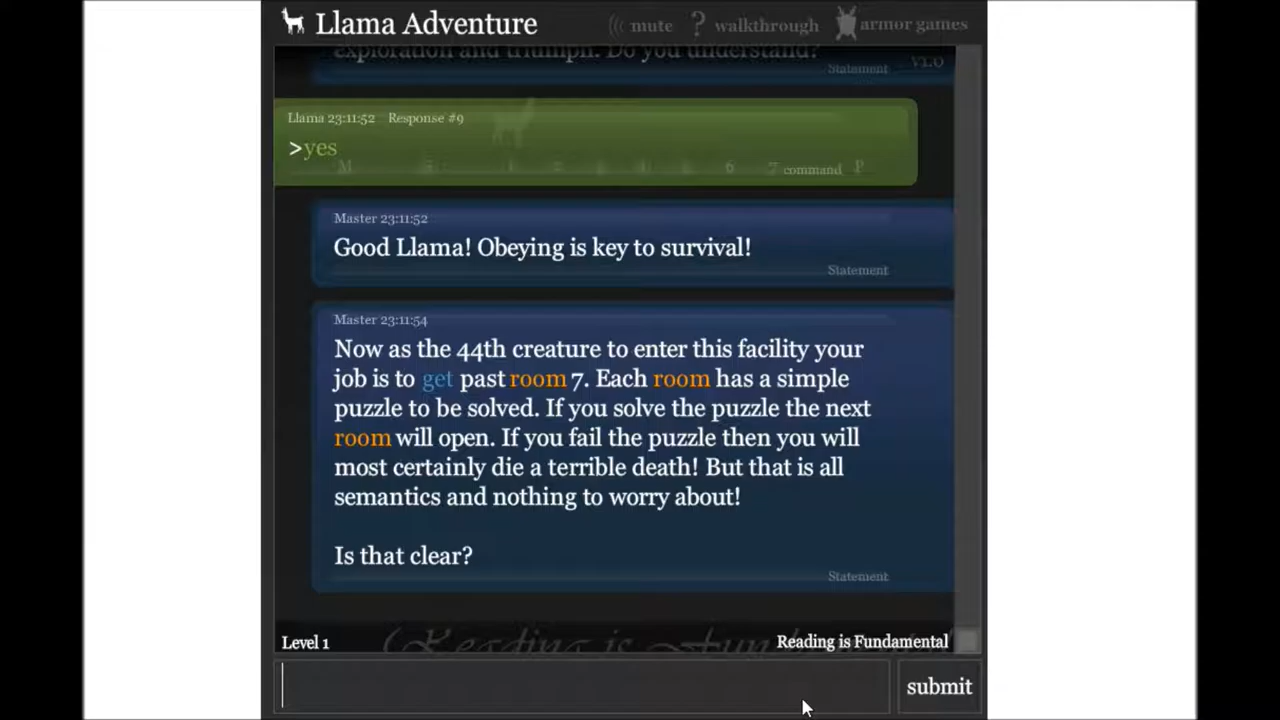 Llama Adventure
mute ? walkthrough armor games
exploration and triumph. Do you understand?
Statement V1.0
Llama 23:11:52 Response #9
>yes
command
Master 23:11:52
Good Llama! Obeying is key to survival!
Statement
Master 23:11:54
Now as the 44th creature to enter this facility your
job is to get past room 7. Each room has a simple
puzzle to be solved. If you solve the puzzle the next
room will open. If you fail the puzzle then you will
most certainly die a terrible death! But that is all
semantics and nothing to worry about!
Is that clear?
Statement
(Reading is Fun
Level 1 Reading is Fundamental
submit